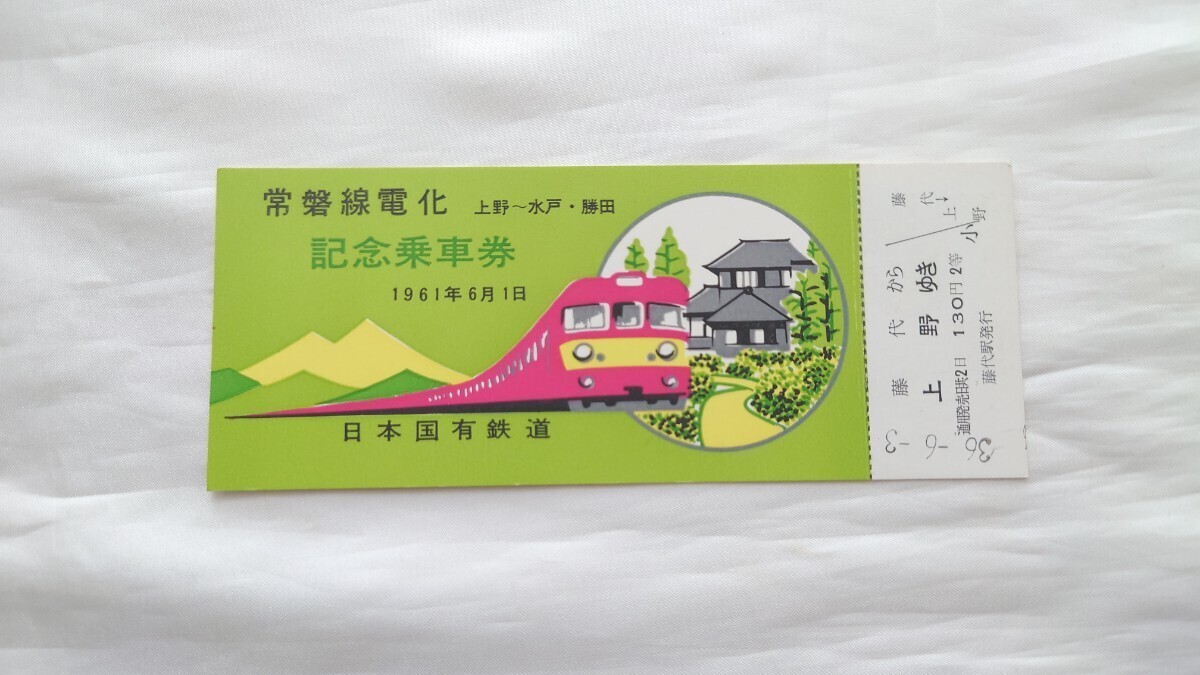 常磐線電化 上野～水戸・勝田
記念乗車券
1961年6月1日
日本国有鉄道
藤代から
上野ゆき
通用発売日共2日 130円 2等
藤代駅発行
藤代
上野
小
36-6-3